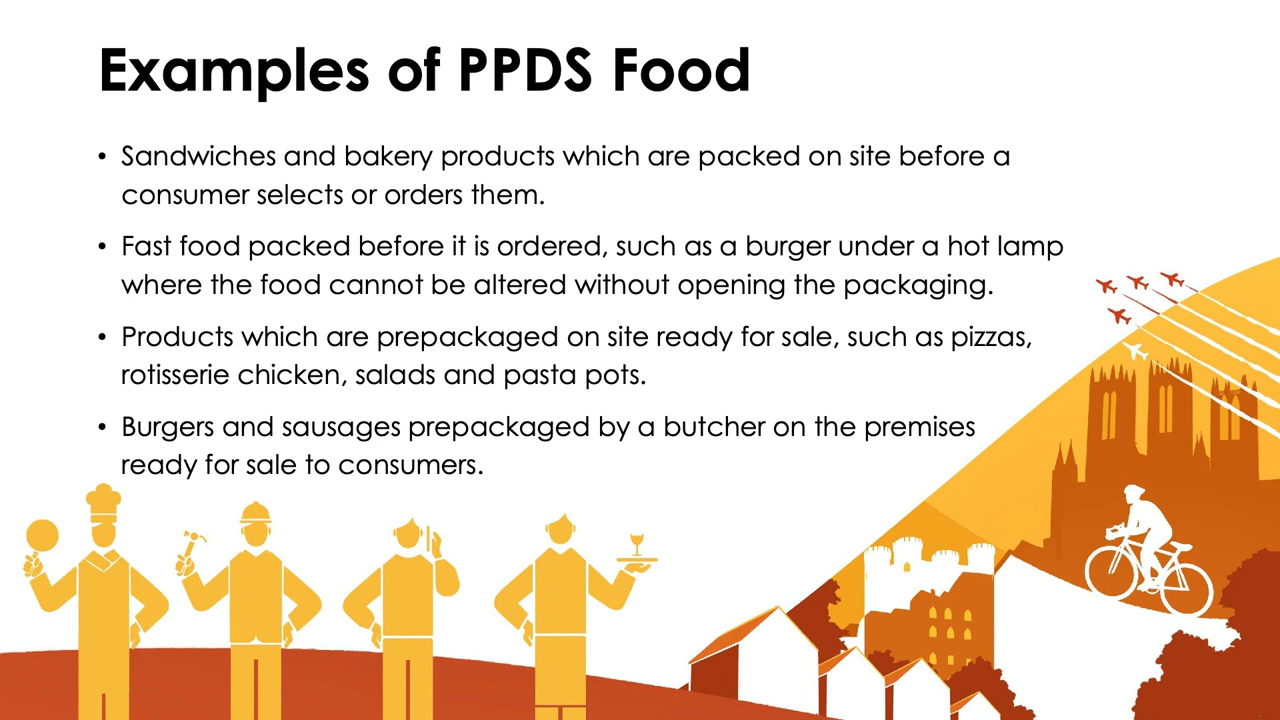 Examples of PPDS Food
• Sandwiches and bakery products which are packed on site before a
consumer selects or orders them.
• Fast food packed before it is ordered, such as a burger under a hot lamp
where the food cannot be altered without opening the packaging.
• Products which are prepackaged on site ready for sale, such as pizzas,
rotisserie chicken, salads and pasta pots.
• Burgers and sausages prepackaged by a butcher on the premises
ready for sale to consumers.